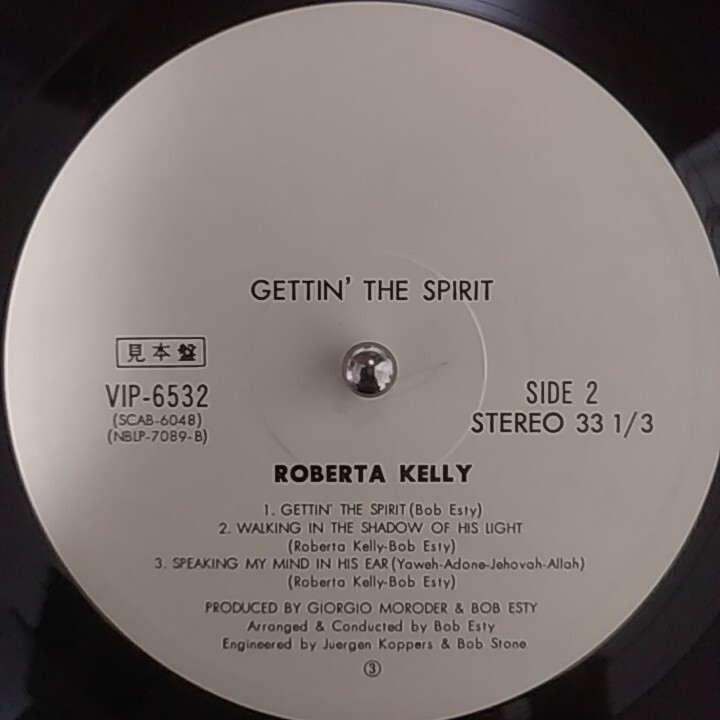 GETTIN' THE SPIRIT
見本盤
VIP-6532
(SCAB-6048)
(NBLP-7089-B)
SIDE 2
STEREO 33 1/3
ROBERTA KELLY
1. GETTIN' THE SPIRIT (Bob Esty)
2. WALKING IN THE SHADOW OF HIS LIGHT
(Roberta Kelly-Bob Esty)
3. SPEAKING MY MIND IN HIS EAR (Yaweh-Adone-Jehovah-Allah)
(Roberta Kelly-Bob Esty)
PRODUCED BY GIORGIO MORODER & BOB ESTY
Arranged & Conducted by Bob Esty
Engineered by Juergen Koppers & Bob Stone
③